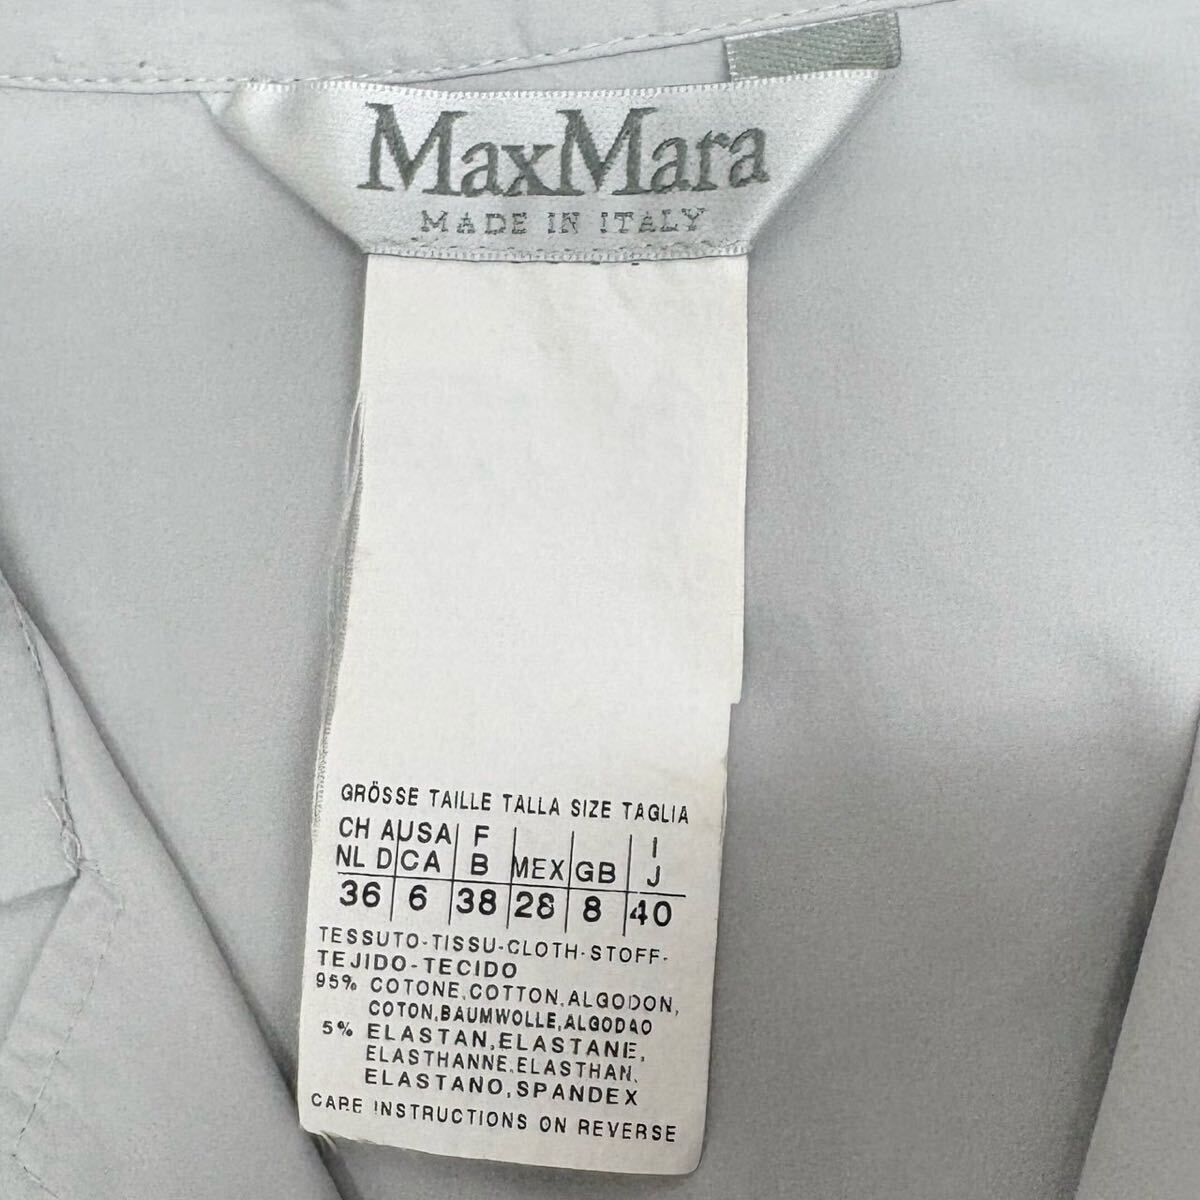 MaxMara
MADE IN ITALY
GRÖSSE TAILLE TALLA SIZE TAGLIA
CH A USA F I
NL D CA B MEX GB J
36 6 38 28 8 40
TESSUTO-TISSU-CLOTH-STOFF-
TEJIDO-TECIDO
95% COTONE,COTTON,ALGODON,
COTON,BAUMWOLLE,ALGODAO
5% ELASTAN,ELASTANE,
ELASTHANNE,ELASTHAN,
ELASTANO,SPANDEX
CARE INSTRUCTIONS ON REVERSE